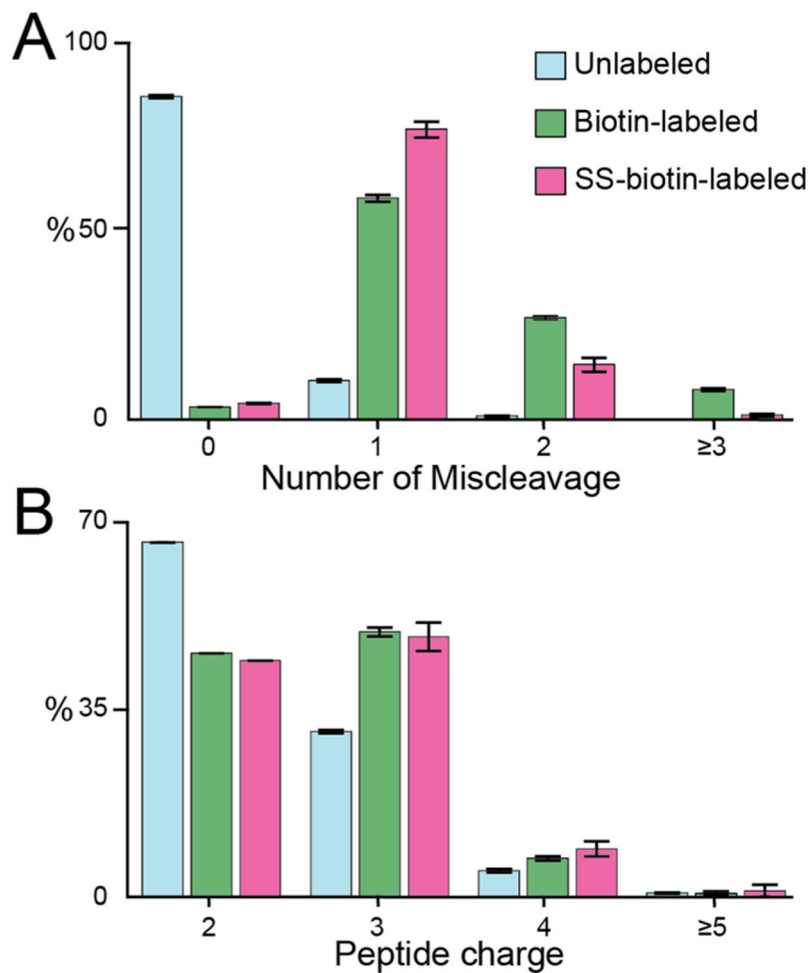 A
100
% 50
0
Unlabeled
Biotin-labeled
SS-biotin-labeled
0 1 2 ≥3
Number of Miscleavage
B
70
% 35
0
2 3 4 ≥5
Peptide charge